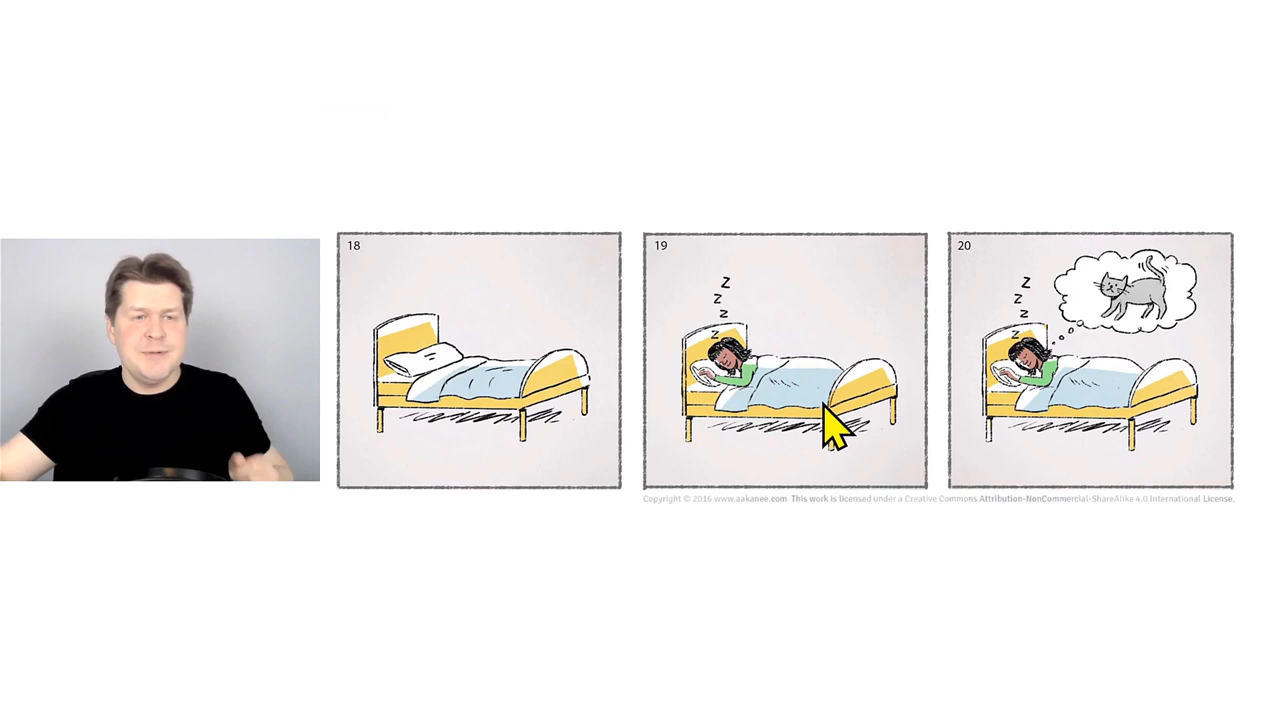 18
19
20
Z
Z
Z
Z
Z
Z
Z
Z
Copyright © 2016 www.aakanee.com This work is licensed under a Creative Commons Attribution-NonCommercial-ShareAlike 4.0 International License.